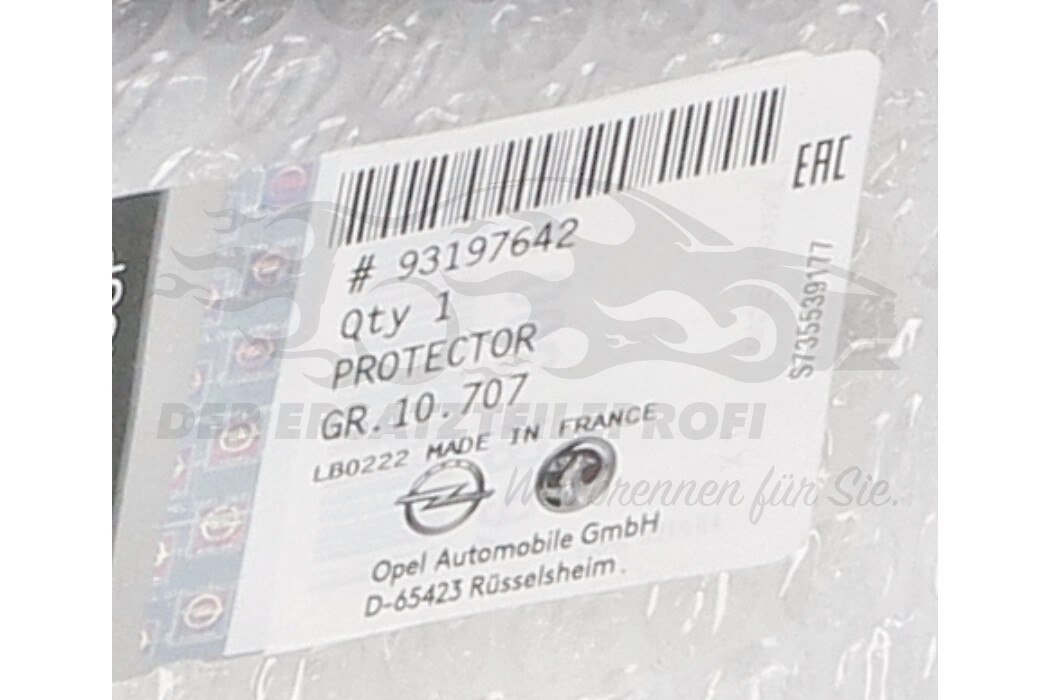 # 93197642
Qty 1
PROTECTOR
GR.10.707
LB0222 MADE IN FRANCE
Opel Automobile GmbH
D-65423 Rüsselsheim.
EAC
S735539177
DER ERSATZTEILEPROFI
Wir brennen für Sie.